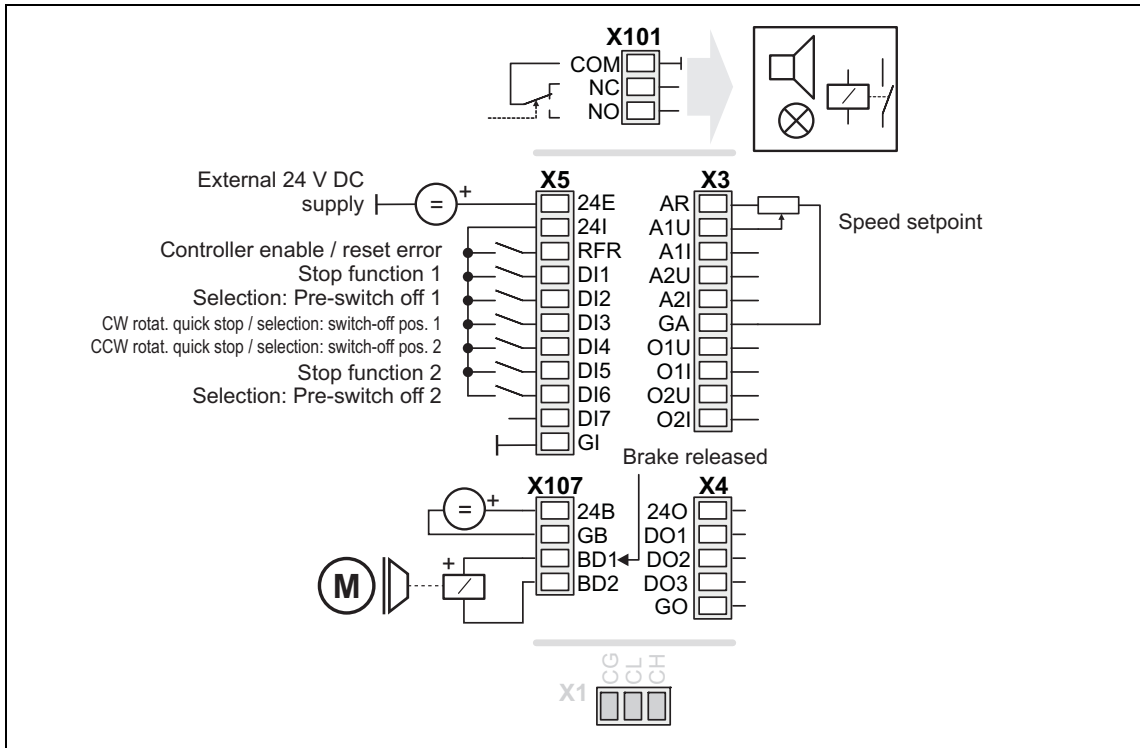 X101
COM
NC
NO
External 24 V DC
supply
=
+
X5
24E
24I
RFR
DI1
DI2
DI3
DI4
DI5
DI6
DI7
GI
Controller enable / reset error
Stop function 1
Selection: Pre-switch off 1
CW rotat. quick stop / selection: switch-off pos. 1
CCW rotat. quick stop / selection: switch-off pos. 2
Stop function 2
Selection: Pre-switch off 2
X3
AR
A1U
A1I
A2U
A2I
GA
O1U
O1I
O2U
O2I
Speed setpoint
Brake released
X107
=
+
24B
GB
BD1
BD2
M
+
X4
24O
DO1
DO2
DO3
GO
X1
CG
CL
CH